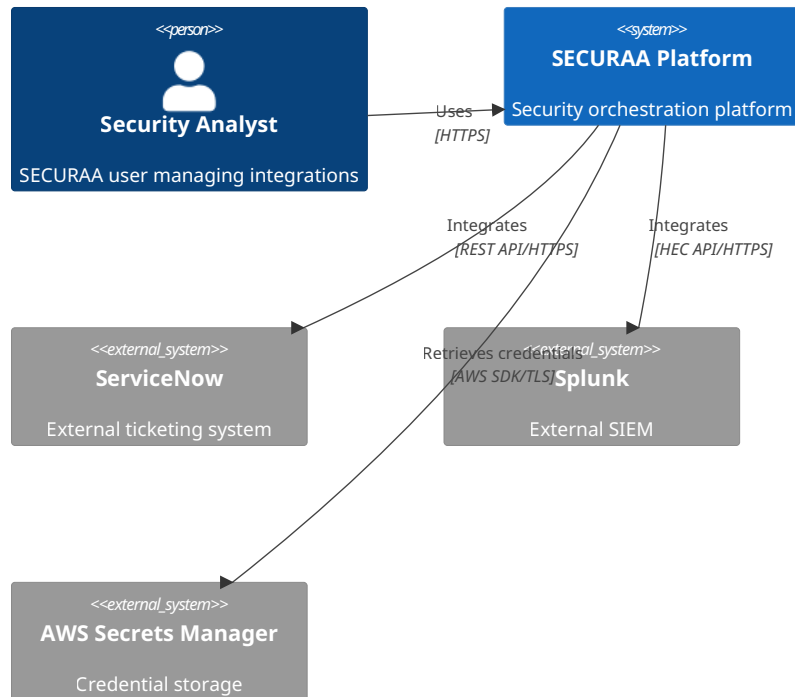 <<person>>
Security Analyst
SECURAA user managing integrations
<<system>>
SECURAA Platform
Security orchestration platform
Uses
[HTTPS]
Integrates
[REST API/HTTPS]
Integrates
[HEC API/HTTPS]
<<external_system>>
ServiceNow
External ticketing system
<<external_system>>
Splunk
External SIEM
Retrieves credentials
[AWS SDK/TLS]
<<external_system>>
AWS Secrets Manager
Credential storage